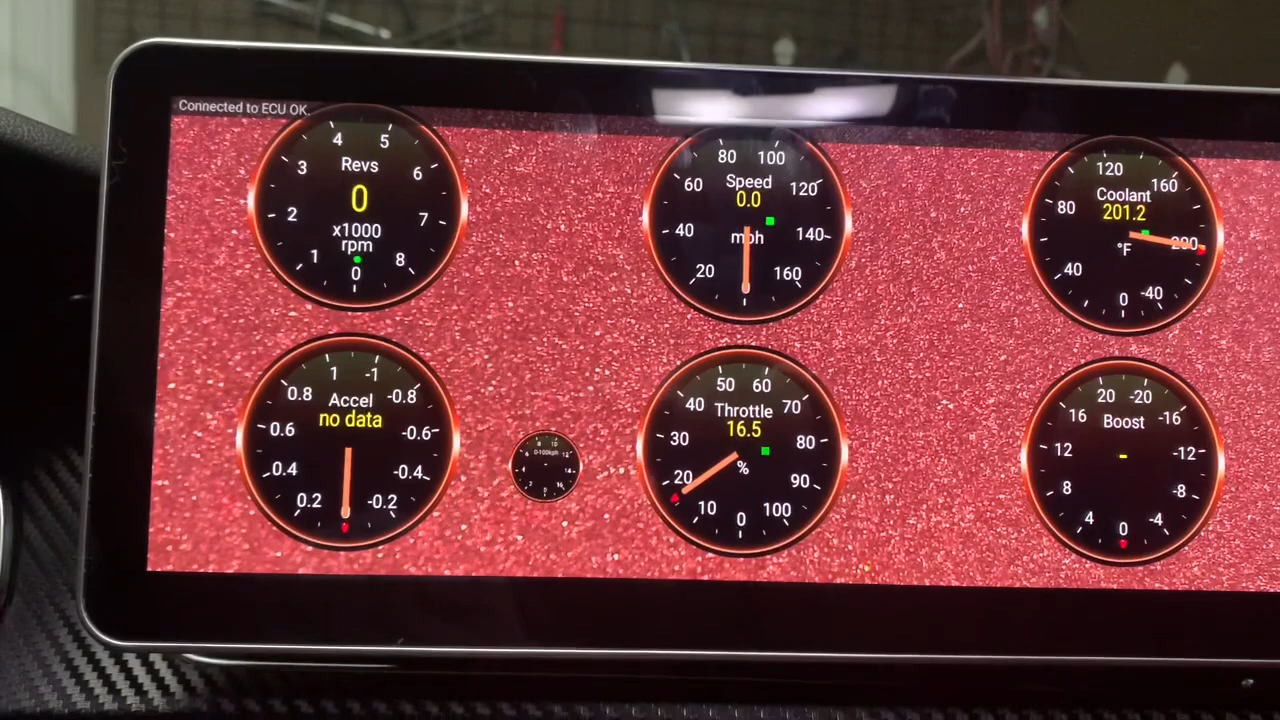 Connected to ECU OK.
4 5
3 6
Revs
0
2 7
x1000
rpm
1 8
0
80 100
60 120
Speed
0.0
40 140
mph
20 160
120 160
Coolant
80
201.2
°F 200
40 -40
0
1 -1
0.8 -0.8
Accel
no data
0.6 -0.6
0.4 -0.4
0.2 -0.2
0-100kph
50 60
40 70
Throttle
16.5
30 80
%
20 90
10 100
0
20 -20
16 -16
Boost
12 -12
-
8 -8
4 -4
0